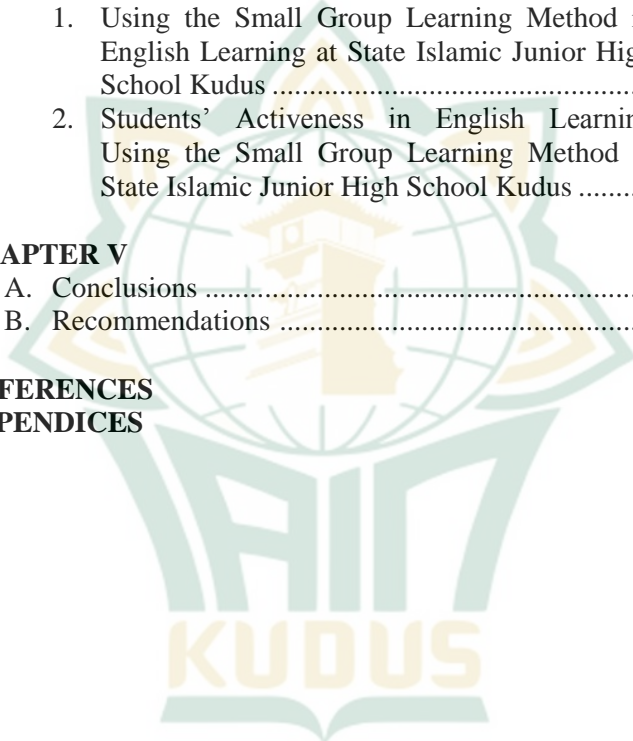 1. Using the Small Group Learning Method
English Learning at State Islamic Junior Hig
School Kudus ..................................................
2. Students’ Activeness in English Learnin
Using the Small Group Learning Method
State Islamic Junior High School Kudus ........
APTER V
A. Conclusions ..........................................................
B. Recommendations ................................................
FERENCES
PENDICES
IAIN
KUDUS